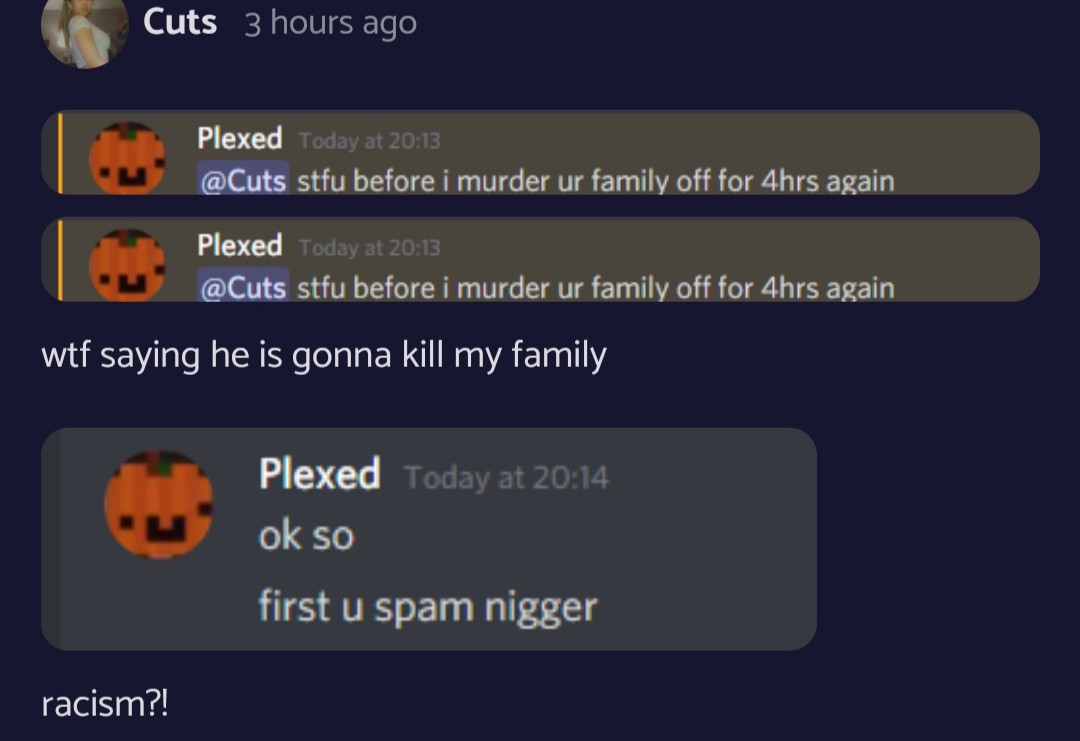 Cuts 3 hours ago
Plexed Today at 20:13
@Cuts stfu before i murder ur family off for 4hrs again
Plexed Today at 20:13
@Cuts stfu before i murder ur family off for 4hrs again
wtf saying he is gonna kill my family
Plexed Today at 20:14
ok so
first u spam nigger
racism?!